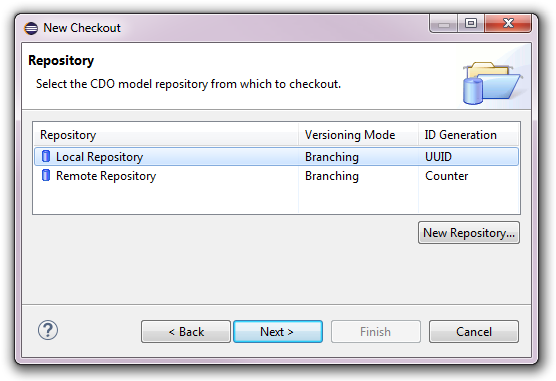 New Checkout
Repository
Select the CDO model repository from which to checkout.
Repository Versioning Mode ID Generation
Local Repository Branching UUID
Remote Repository Branching Counter
New Repository...
? < Back Next > Finish Cancel